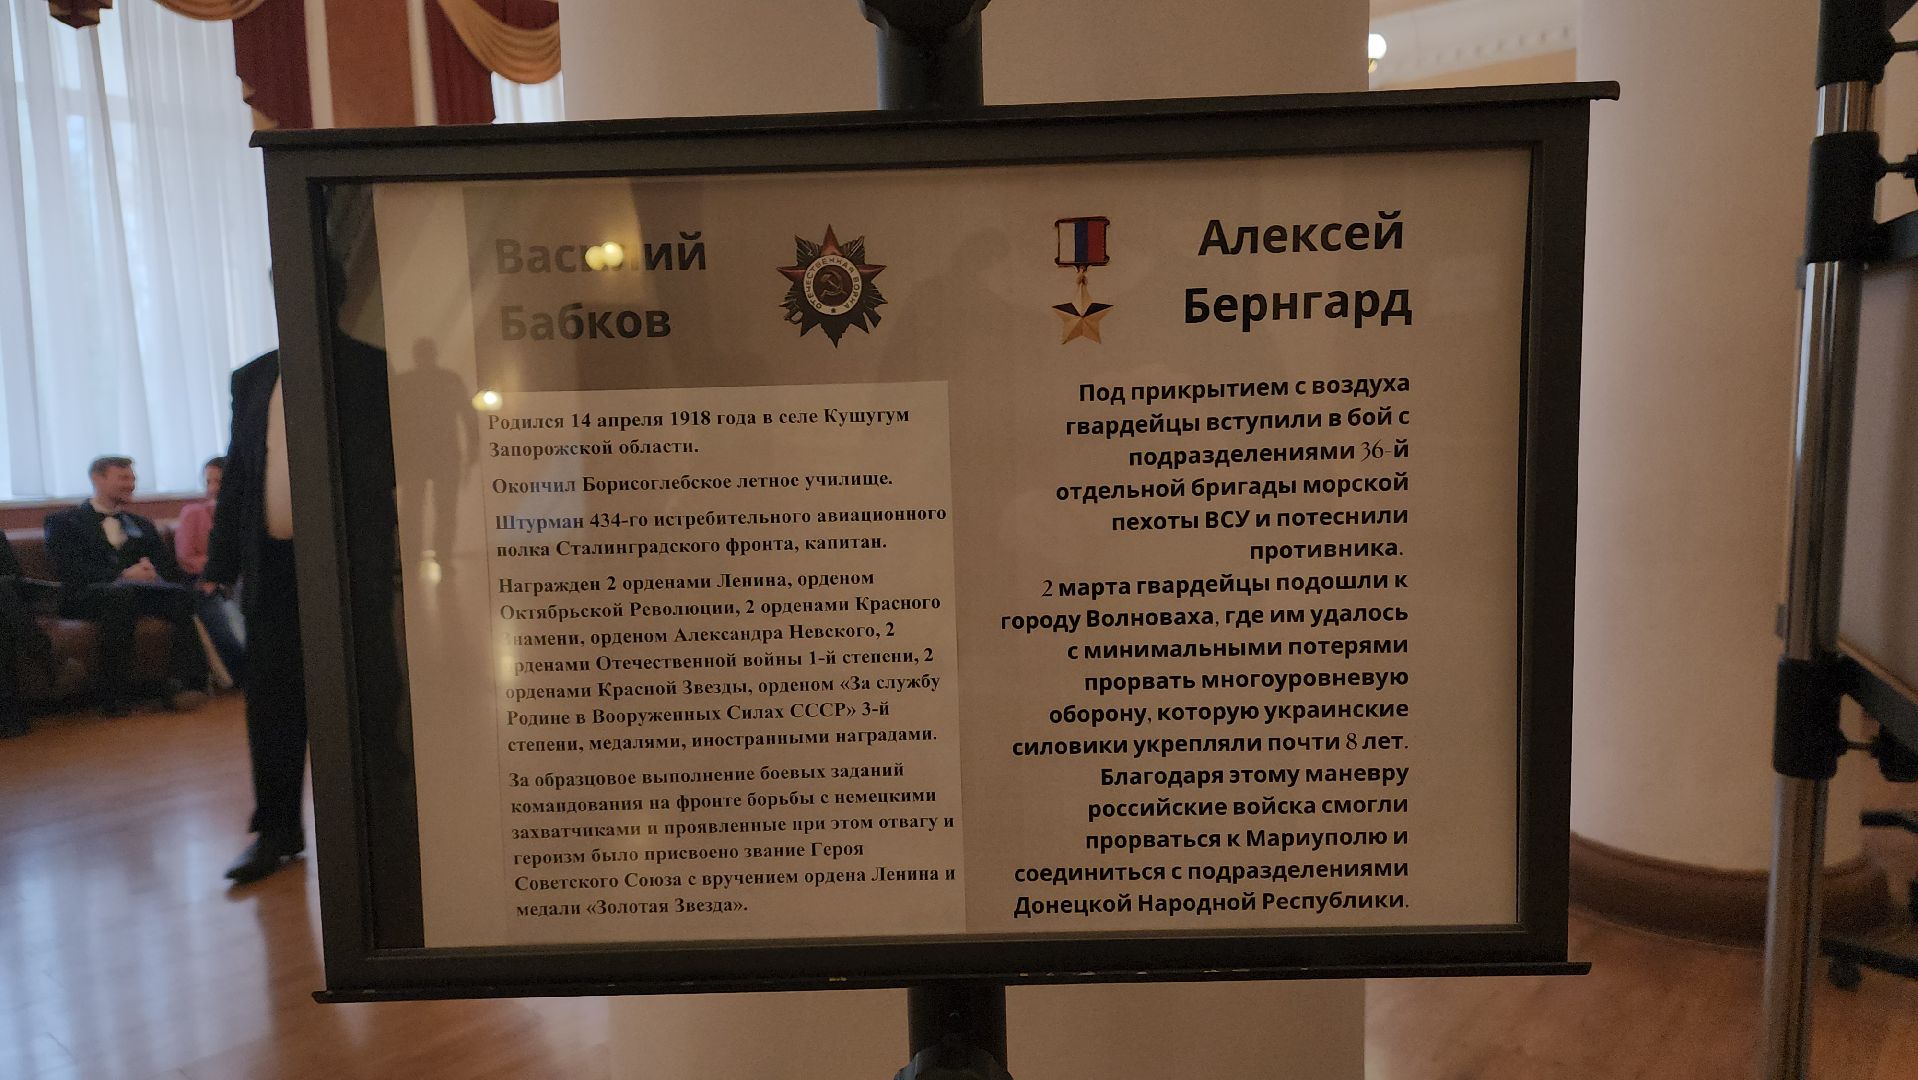 Василий
Бабков
ОТЕЧЕСТВЕННАЯ ВОЙНА
Родился 14 апреля 1918 года в селе Кушугум
Запорожской области.
Окончил Борисоглебское летное училище.
Штурман 434-го истребительного авиационного
полка Сталинградского фронта, капитан.
Награжден 2 орденами Ленина, орденом
Октябрьской Революции, 2 орденами Красного
Знамени, орденом Александра Невского, 2
орденами Отечественной войны 1-й степени, 2
орденами Красной Звезды, орденом «За службу
Родине в Вооруженных Силах СССР» 3-й
степени, медалями, иностранными наградами.
За образцовое выполнение боевых заданий
командования на фронте борьбы с немецкими
захватчиками и проявленные при этом отвагу и
героизм было присвоено звание Героя
Советского Союза с вручением ордена Ленина и
медали «Золотая Звезда».
Алексей
Бернгард
Под прикрытием с воздуха
гвардейцы вступили в бой с
подразделениями 36-й
отдельной бригады морской
пехоты ВСУ и потеснили
противника.
2 марта гвардейцы подошли к
городу Волноваха, где им удалось
с минимальными потерями
прорвать многоуровневую
оборону, которую украинские
силовики укрепляли почти 8 лет.
Благодаря этому маневру
российские войска смогли
прорваться к Мариуполю и
соединиться с подразделениями
Донецкой Народной Республики.